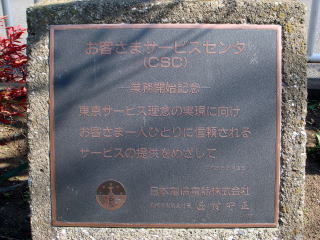 お客さまサービスセンタ
(CSC)
―業務開始記念―
東京サービス理念の実現に向け
お客さま一人ひとりに信頼される
サービスの提供をめざして
日本電信電話株式会社